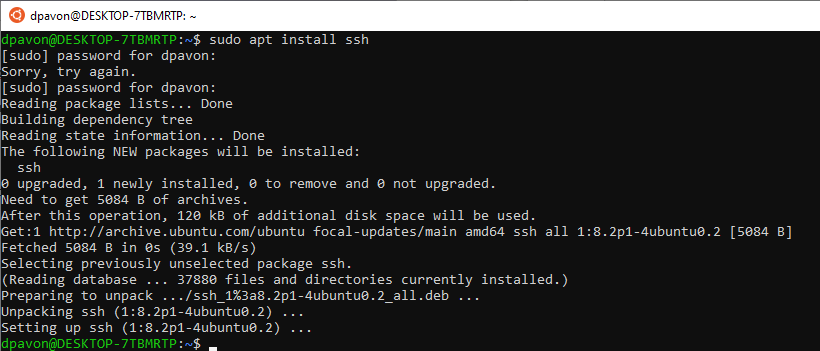 dpavon@DESKTOP-7TBMRTP: ~
dpavon@DESKTOP-7TBMRTP:~$ sudo apt install ssh
[sudo] password for dpavon:
Sorry, try again.
[sudo] password for dpavon:
Reading package lists... Done
Building dependency tree
Reading state information... Done
The following NEW packages will be installed:
  ssh
0 upgraded, 1 newly installed, 0 to remove and 0 not upgraded.
Need to get 5084 B of archives.
After this operation, 120 kB of additional disk space will be used.
Get:1 http://archive.ubuntu.com/ubuntu focal-updates/main amd64 ssh all 1:8.2p1-4ubuntu0.2 [5084 B]
Fetched 5084 B in 0s (39.1 kB/s)
Selecting previously unselected package ssh.
(Reading database ... 37880 files and directories currently installed.)
Preparing to unpack .../ssh_1%3a8.2p1-4ubuntu0.2_all.deb ...
Unpacking ssh (1:8.2p1-4ubuntu0.2) ...
Setting up ssh (1:8.2p1-4ubuntu0.2) ...
dpavon@DESKTOP-7TBMRTP:~$